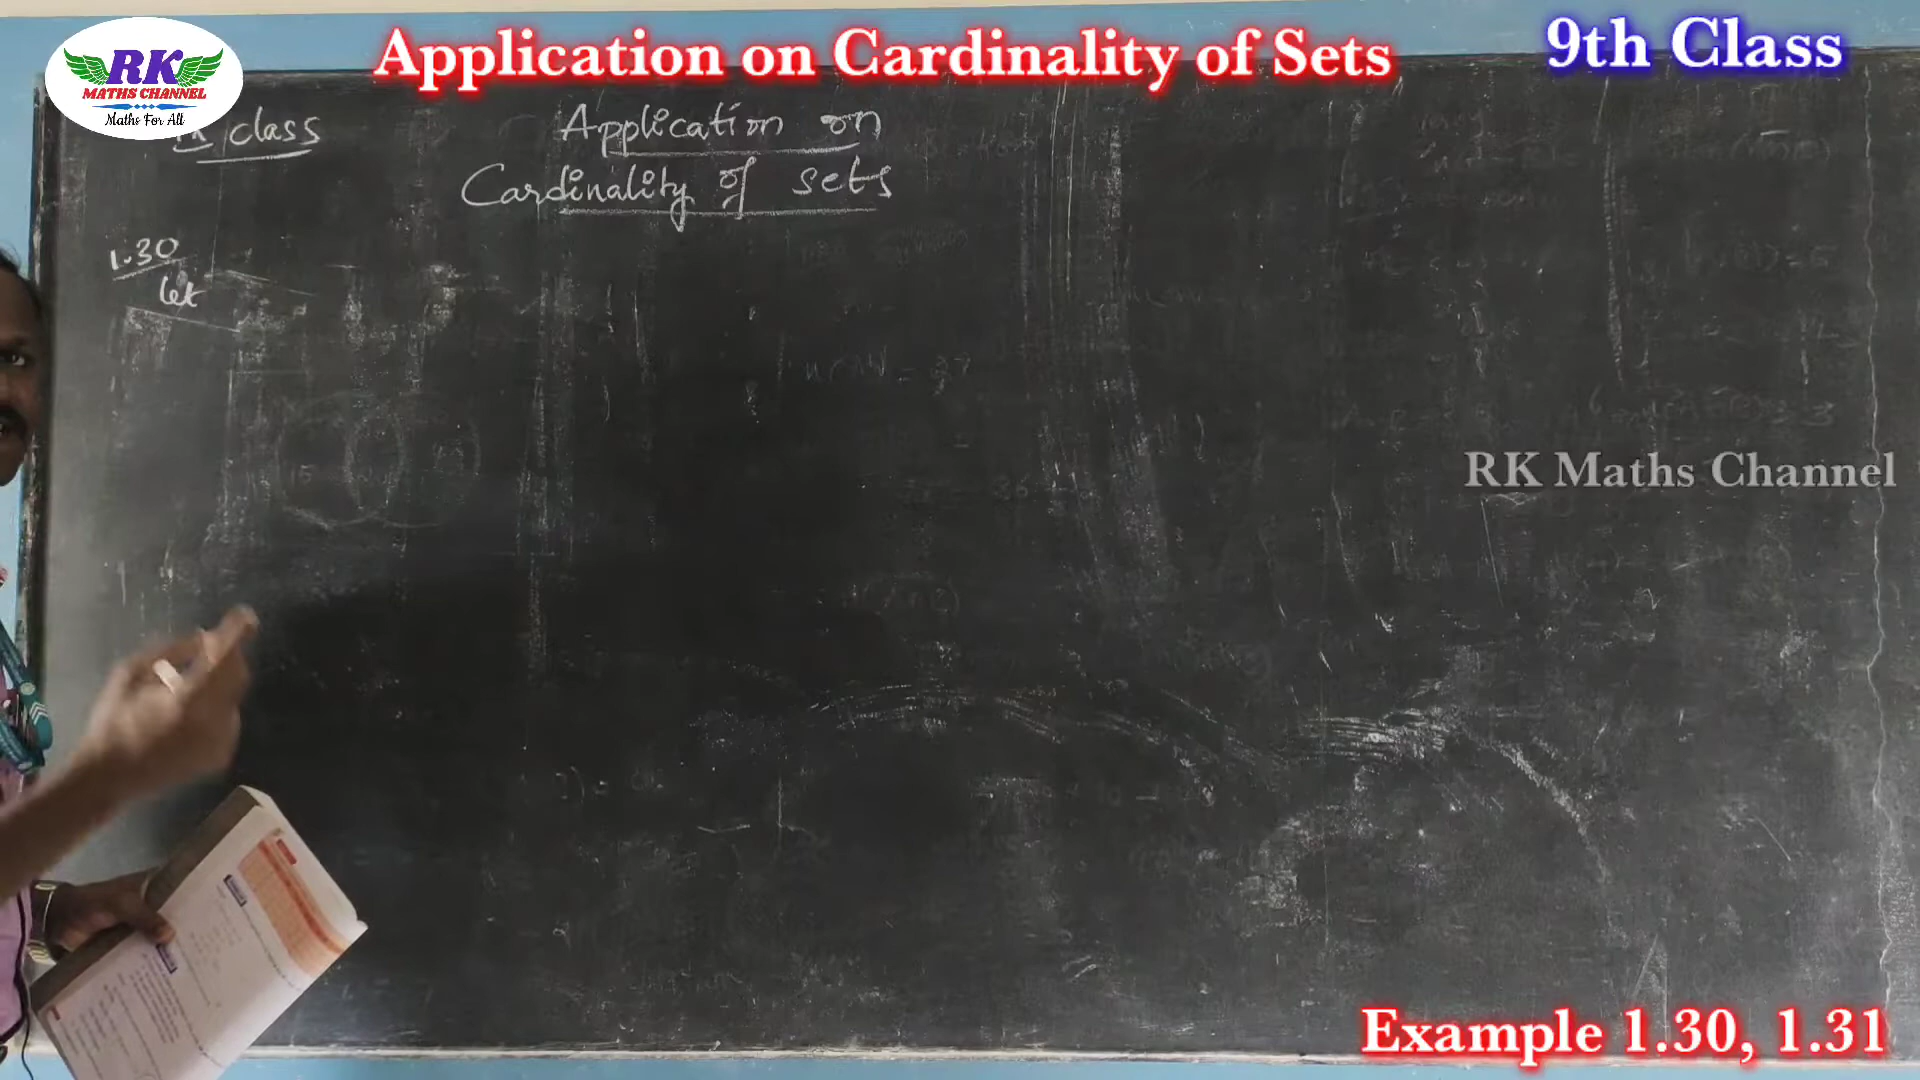 Application on Cardinality of Sets
9th Class
RK
MATHS CHANNEL
Maths For All
class
Application on
Cardinality of sets
1.30
let
RK Maths Channel
Example 1.30, 1.31